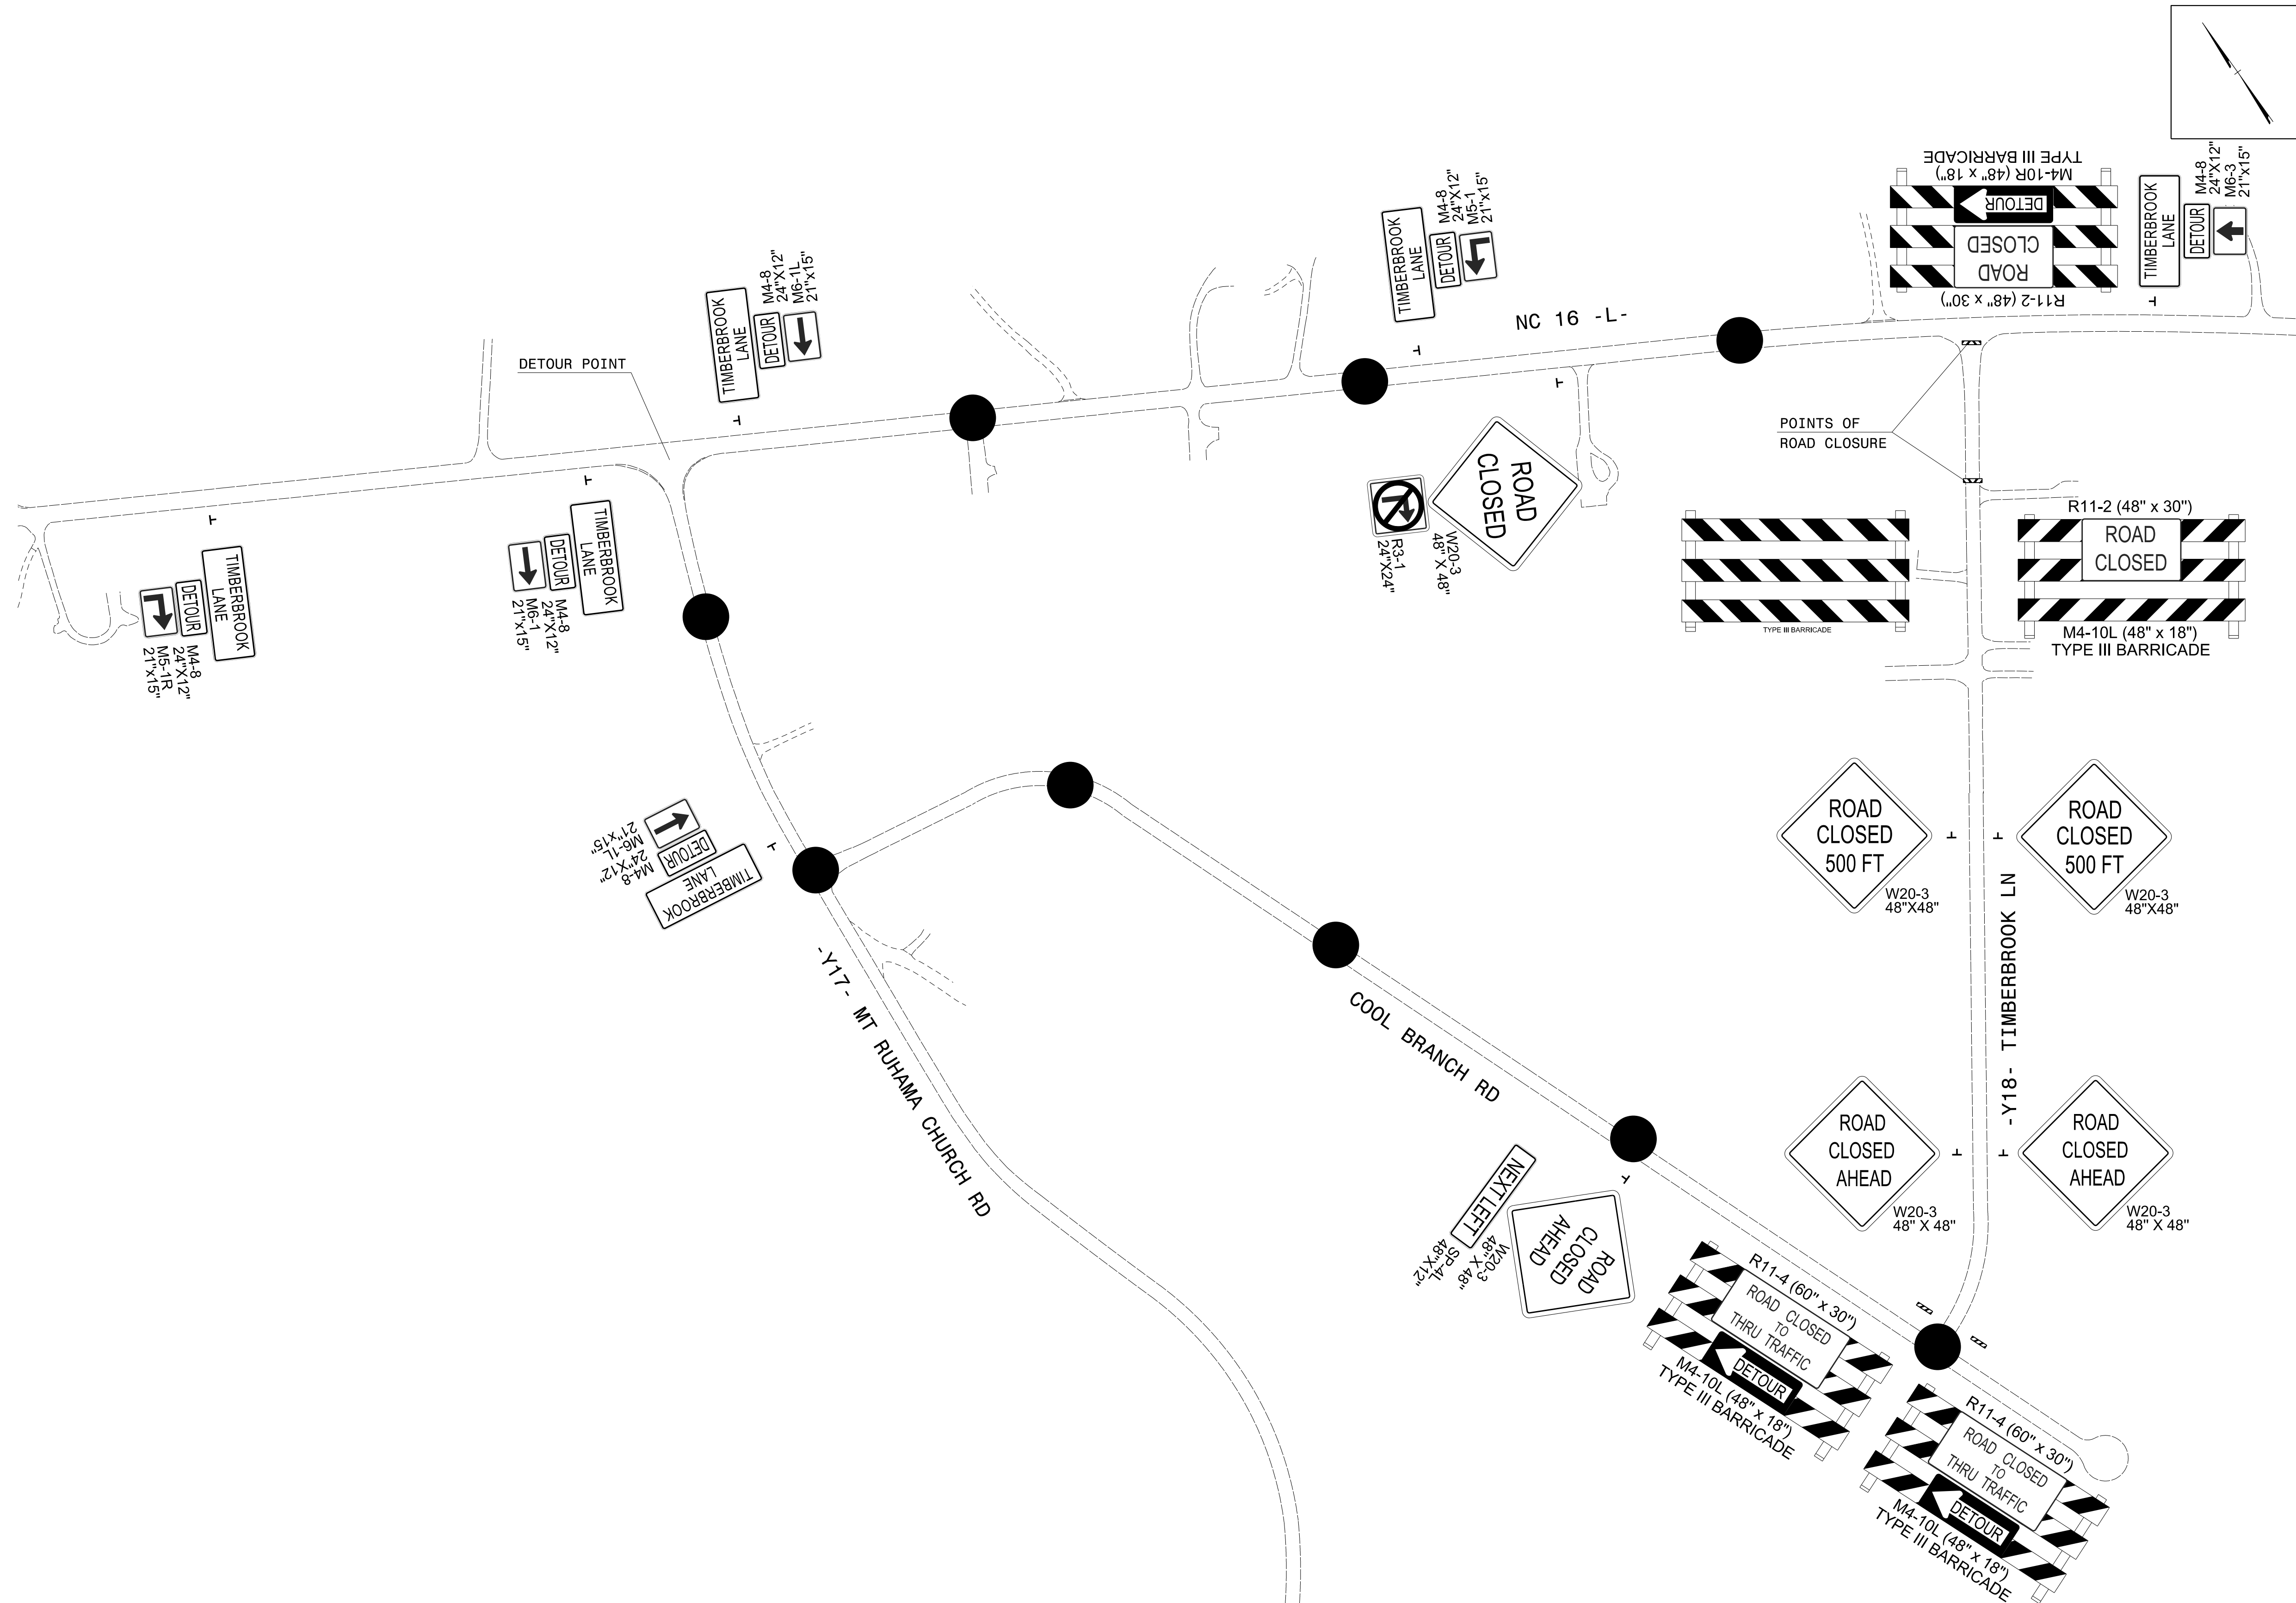 TYPE III BARRICADE
M4-10R (48" x 18")
DETOUR
ROAD
CLOSED
R11-2 (48" x 30")
TIMBERBROOK
LANE
DETOUR
M4-8
24"X12"
M6-3
21"x15"
TIMBERBROOK
LANE
DETOUR
M4-8
24"X12"
M5-1
21"x15"
NC 16 -L-
TIMBERBROOK
LANE
DETOUR
M4-8
24"X12"
M6-1L
21"x15"
DETOUR POINT
POINTS OF
ROAD CLOSURE
ROAD
CLOSED
W20-3
48" X 48"
R3-1
24"X24"
TIMBERBROOK
LANE
DETOUR
M4-8
24"X12"
M6-1
21"x15"
TIMBERBROOK
LANE
DETOUR
M4-8
24"X12"
M5-1R
21"x15"
TYPE III BARRICADE
R11-2 (48" x 30")
ROAD
CLOSED
M4-10L (48" x 18")
TYPE III BARRICADE
TIMBERBROOK
LANE
DETOUR
M4-8
24"X12"
M6-1L
21"x15"
ROAD
CLOSED
500 FT
W20-3
48"X48"
ROAD
CLOSED
500 FT
W20-3
48"X48"
-Y17- MT RUHAMA CHURCH RD
COOL BRANCH RD
-Y18- TIMBERBROOK LN
ROAD
CLOSED
AHEAD
W20-3
48" X 48"
ROAD
CLOSED
AHEAD
W20-3
48" X 48"
ROAD
CLOSED
AHEAD
NEXT LEFT
W20-3
48" X 48"
SP-4L
48"X12"
R11-4 (60" x 30")
ROAD CLOSED
TO
THRU TRAFFIC
DETOUR
M4-10L (48" x 18")
TYPE III BARRICADE
R11-4 (60" x 30")
ROAD CLOSED
TO
THRU TRAFFIC
DETOUR
M4-10L (48" x 18")
TYPE III BARRICADE